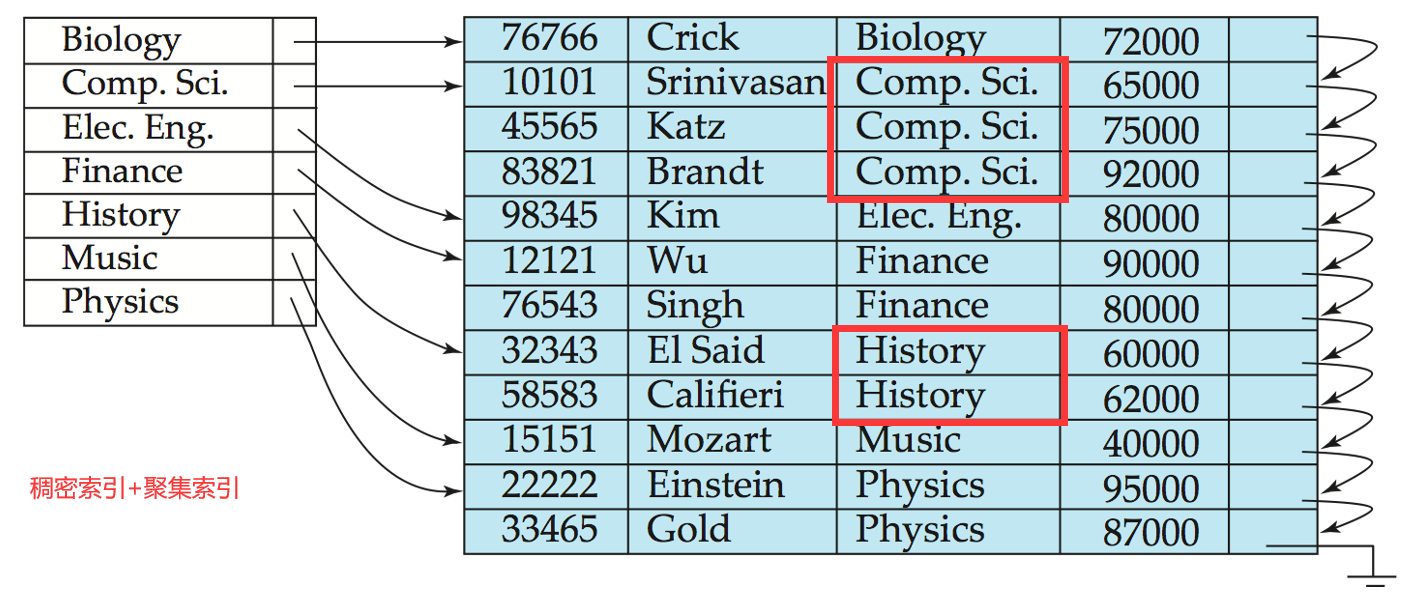 Biology
Comp. Sci.
Elec. Eng.
Finance
History
Music
Physics
76766 Crick Biology 72000
10101 Srinivasan Comp. Sci. 65000
45565 Katz Comp. Sci. 75000
83821 Brandt Comp. Sci. 92000
98345 Kim Elec. Eng. 80000
12121 Wu Finance 90000
76543 Singh Finance 80000
32343 El Said History 60000
58583 Califieri History 62000
15151 Mozart Music 40000
22222 Einstein Physics 95000
33465 Gold Physics 87000
稠密索引+聚集索引